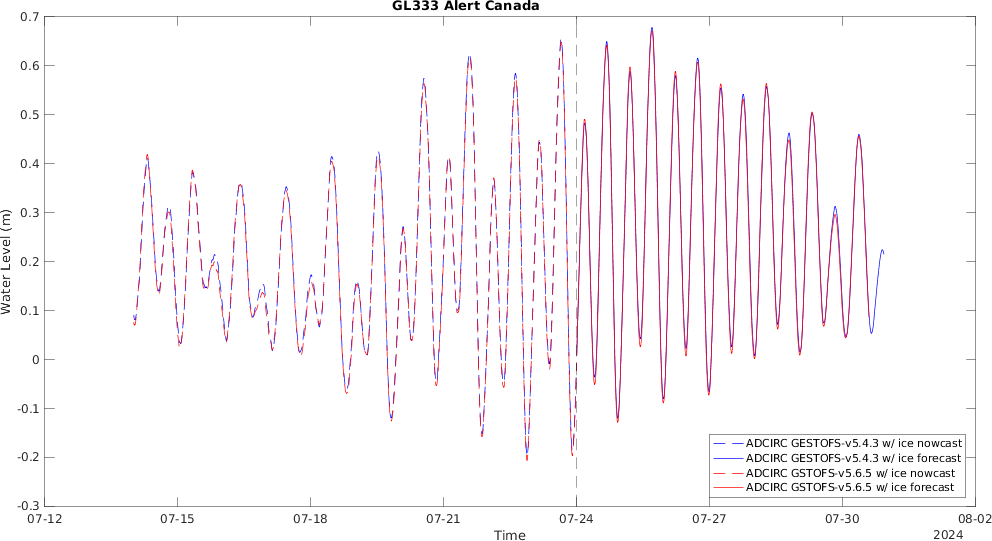 GL333 Alert Canada
0.7
0.6
0.5
0.4
0.3
0.2
0.1
0
-0.1
-0.2
-0.3
Water Level (m)
ADCIRC GESTOFS-v5.4.3 w/ ice nowcast
ADCIRC GESTOFS-v5.4.3 w/ ice forecast
ADCIRC GSTOFS-v5.6.5 w/ ice nowcast
ADCIRC GSTOFS-v5.6.5 w/ ice forecast
07-12 07-15 07-18 07-21 07-24 07-27 07-30 08-02
Time
2024